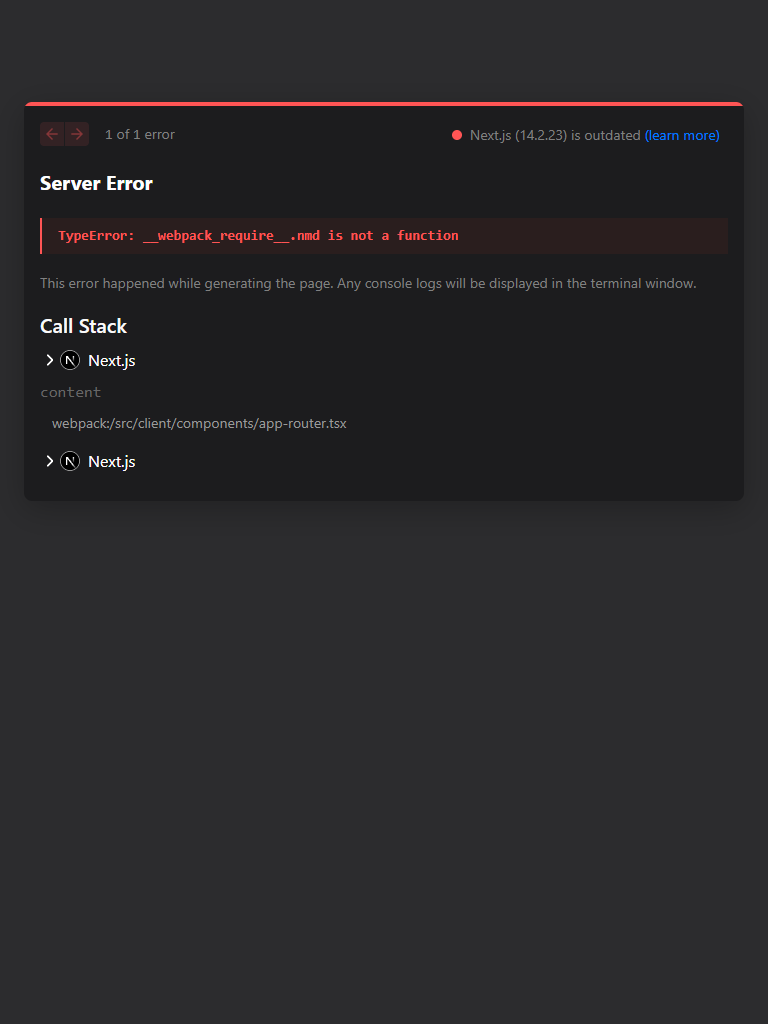 1 of 1 error
Next.js (14.2.23) is outdated (learn more)
Server Error
TypeError: __webpack_require__.nmd is not a function
This error happened while generating the page. Any console logs will be displayed in the terminal window.
Call Stack
N Next.js
content
webpack:/src/client/components/app-router.tsx
N Next.js